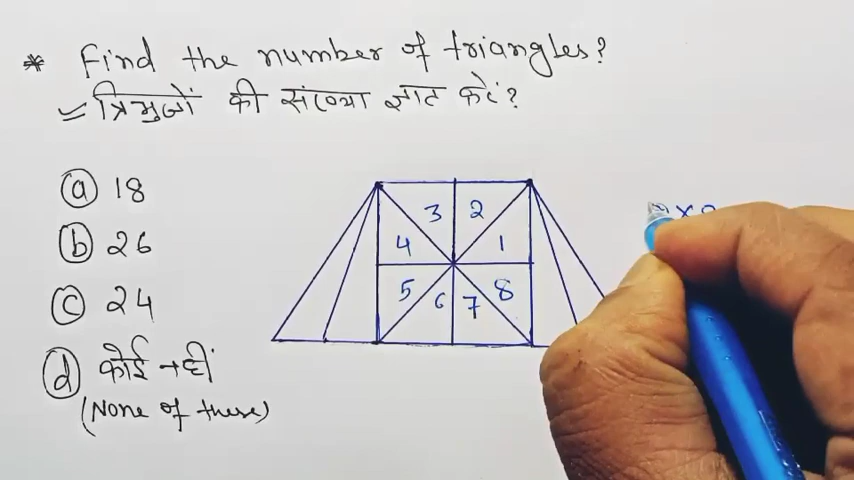 * Find the number of triangles?
त्रिभुजों की संख्या ज्ञात करें?
(a) 18
(b) 26
(c) 24
(d) कोई नहीं
(None of these)
3 2
4 1
5 6 7 8